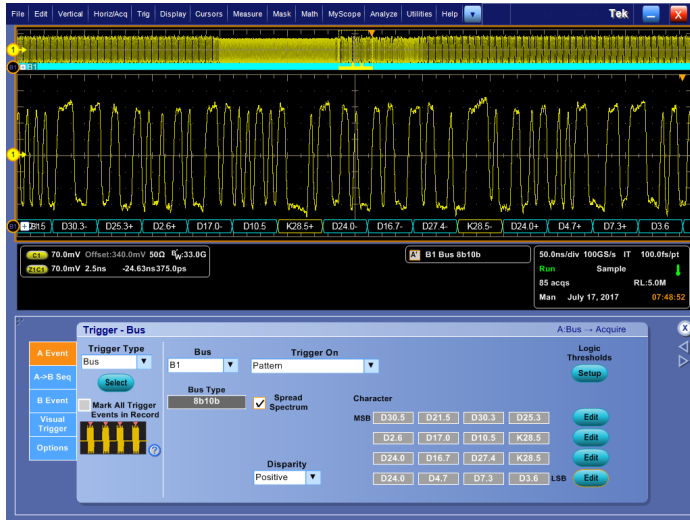 File Edit Vertical Horiz/Acq Trig Display Cursors Measure Mask Math MyScope Analyze Utilities Help Tek X
1
B1 B1
1
B1 D30.3- D25.3+ D2.6+ D17.0- D10.5 K28.5+ D24.0- D16.7- D27.4- K28.5- D24.0+ D4.7+ D7.3+ D3.6
C1 70.0mV Offset:340.0mV 50Ω BW:33.0G
Z1C1 70.0mV 2.5ns -24.63ns 375.0ps
A' B1 Bus 8b10b
50.0ns/div 100GS/s IT 100.0fs/pt
Run Sample
85 acqs RL:5.0M
Man July 17, 2017 07:48:52
Trigger - Bus A:Bus → Acquire X
A Event
A->B Seq
B Event
Visual Trigger
Options
Trigger Type
Bus
Select
Mark All Trigger
Events in Record
?
Bus
B1
Bus Type
8b10b
Trigger On
Pattern
Spread
Spectrum
Disparity
Positive
Character
MSB D30.5 D21.5 D30.3 D25.3 Edit
D2.6 D17.0 D10.5 K28.5 Edit
D24.0 D16.7 D27.4 K28.5 Edit
D24.0 D4.7 D7.3 D3.6 LSB Edit
Logic
Thresholds
Setup